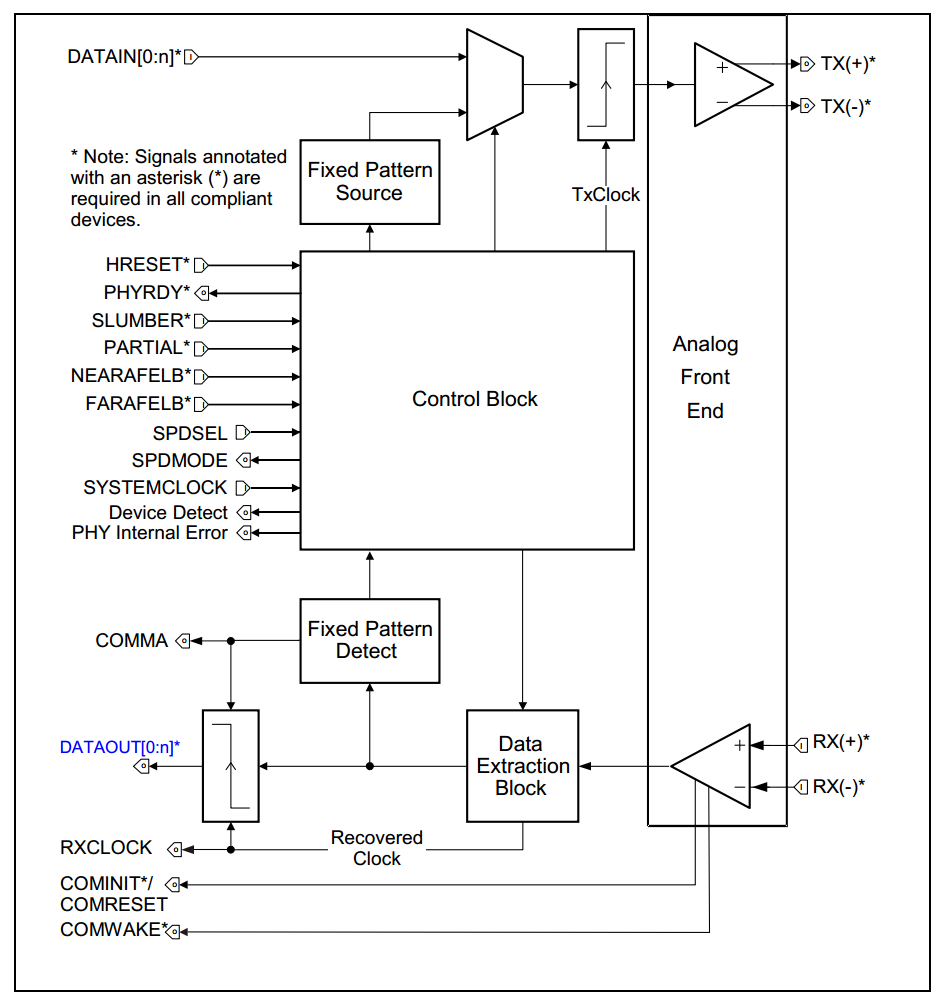 DATAIN[0:n]*
TX(+)*
TX(-)*
+
−
* Note: Signals annotated
with an asterisk (*) are
required in all compliant
devices.
Fixed Pattern
Source
TxClock
HRESET*
PHYRDY*
SLUMBER*
PARTIAL*
NEARAFELB*
FARAFELB*
SPDSEL
SPDMODE
SYSTEMCLOCK
Device Detect
PHY Internal Error
Control Block
Analog
Front
End
Fixed Pattern
Detect
COMMA
DATAOUT[0:n]*
Data
Extraction
Block
+
−
RX(+)*
RX(-)*
RXCLOCK
Recovered
Clock
COMINIT*/
COMRESET
COMWAKE*